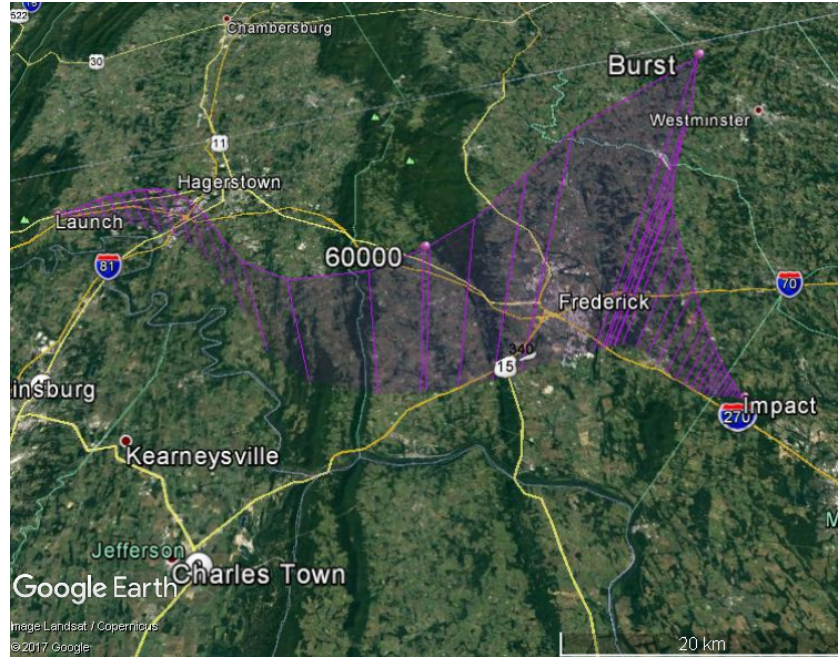 522
16
Chambersburg
30
Burst
Westminster
11
Hagerstown
Launch
60000
81
70
Frederick
340
15
insburg
Impact
270
Kearneysville
M
Jefferson
Charles Town
Google Earth
Image Landsat / Copernicus
© 2017 Google
20 km